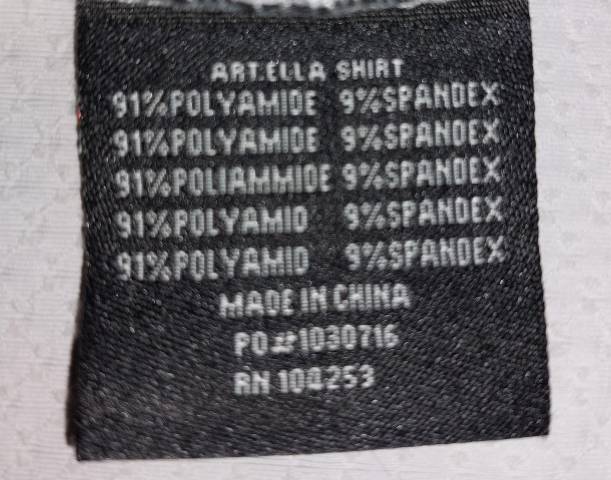 ART.ELLA SHIRT
91%POLYAMIDE 9%SPANDEX
91%POLYAMIDE 9%SPANDEX
91%POLIAMMIDE 9%SPANDEX
91%POLYAMID 9%SPANDEX
91%POLYAMID 9%SPANDEX
MADE IN CHINA
PO#1030716
RN 104253